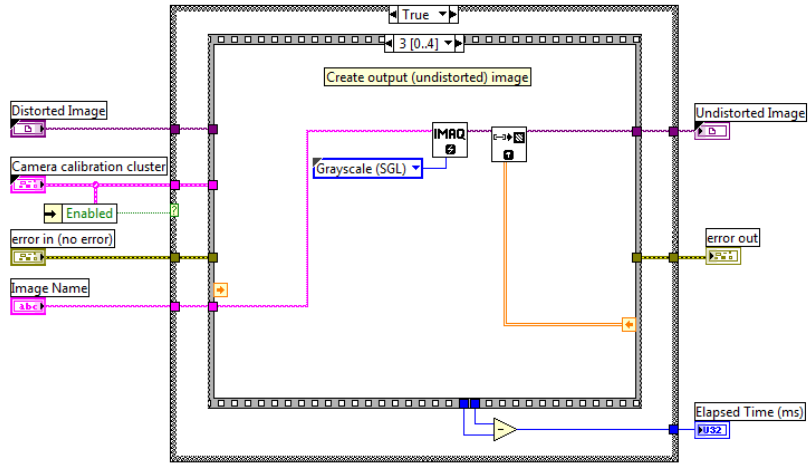 True
3 [0..4]
Create output (undistorted) image
Distorted Image
Undistorted Image
IMAQ
Camera calibration cluster
Grayscale (SGL)
Enabled
?
error in (no error)
error out
Image Name
abc
Elapsed Time (ms)
U32